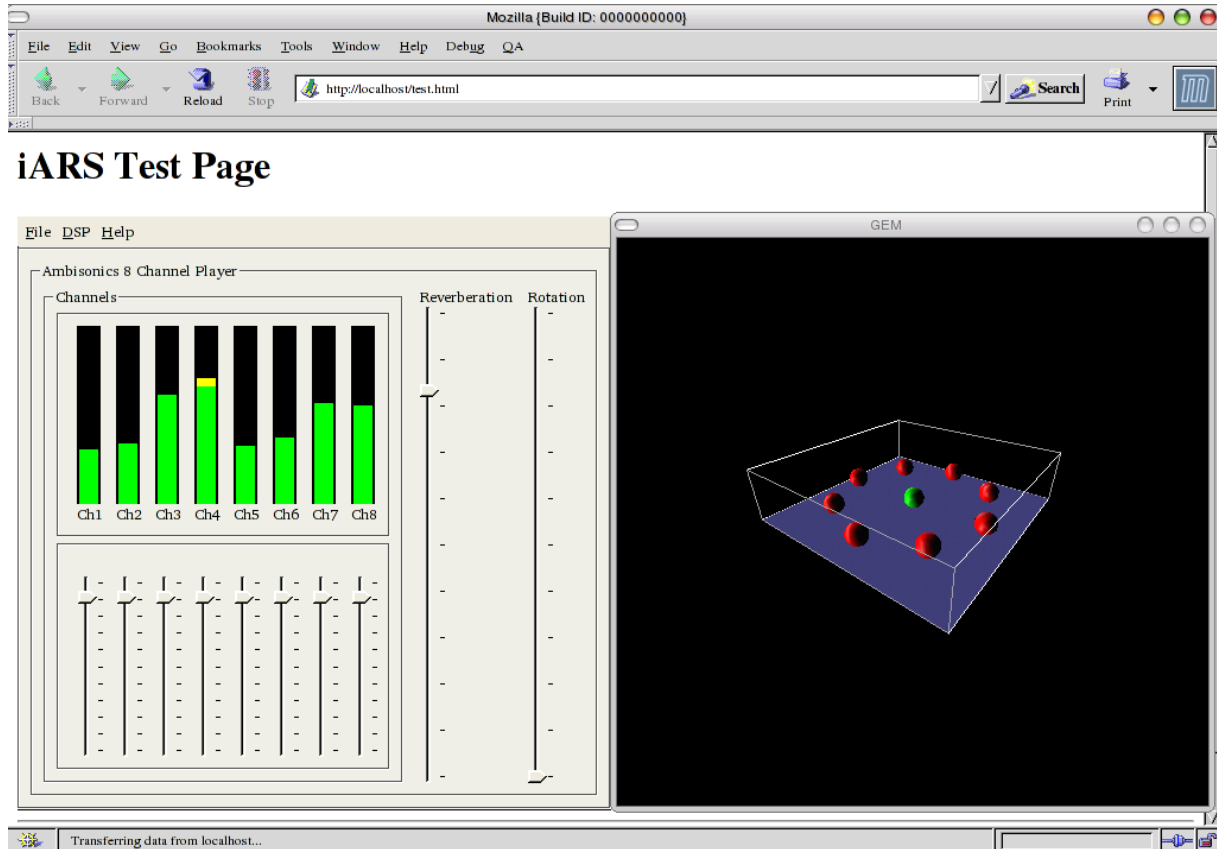 Mozilla {Build ID: 0000000000}
File Edit View Go Bookmarks Tools Window Help Debug QA
Back Forward Reload Stop http://localhost/test.html Search Print
iARS Test Page
File DSP Help
GEM
Ambisonics 8 Channel Player
Channels Reverberation Rotation
Ch1 Ch2 Ch3 Ch4 Ch5 Ch6 Ch7 Ch8
Transferring data from localhost...